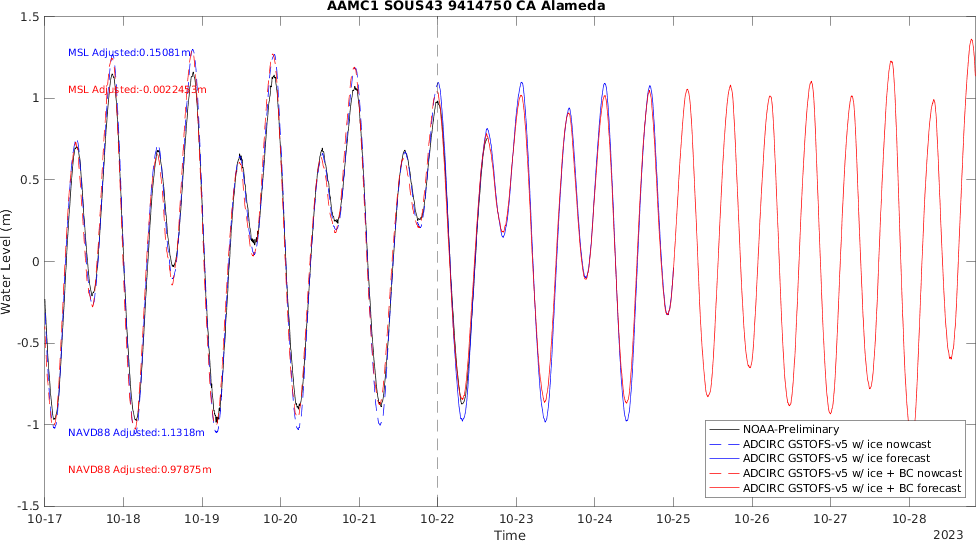 AAMC1 SOUS43 9414750 CA Alameda
1.5
1
0.5
0
-0.5
-1
-1.5
Water Level (m)
MSL Adjusted:0.15081m
MSL Adjusted:-0.0022453m
NAVD88 Adjusted:1.1318m
NAVD88 Adjusted:0.97875m
NOAA-Preliminary
ADCIRC GSTOFS-v5 w/ ice nowcast
ADCIRC GSTOFS-v5 w/ ice forecast
ADCIRC GSTOFS-v5 w/ ice + BC nowcast
ADCIRC GSTOFS-v5 w/ ice + BC forecast
10-17 10-18 10-19 10-20 10-21 10-22 10-23 10-24 10-25 10-26 10-27 10-28
Time
2023